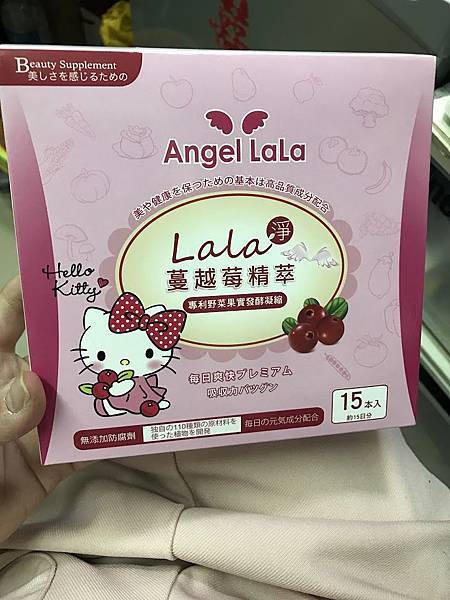 Beauty Supplement
美しさを感じるための
Angel LaLa
美や健康を保つための基本は高品質成分配合
Lala 淨
蔓越莓精萃
專利野菜果實發酵凝縮
Hello
Kitty
毎日爽快プレミアム
吸収力バツグン
15本入
約15日分
無添加防腐劑
独自の110種類の原材料を
使った植物を開発
毎日の元気成分配合